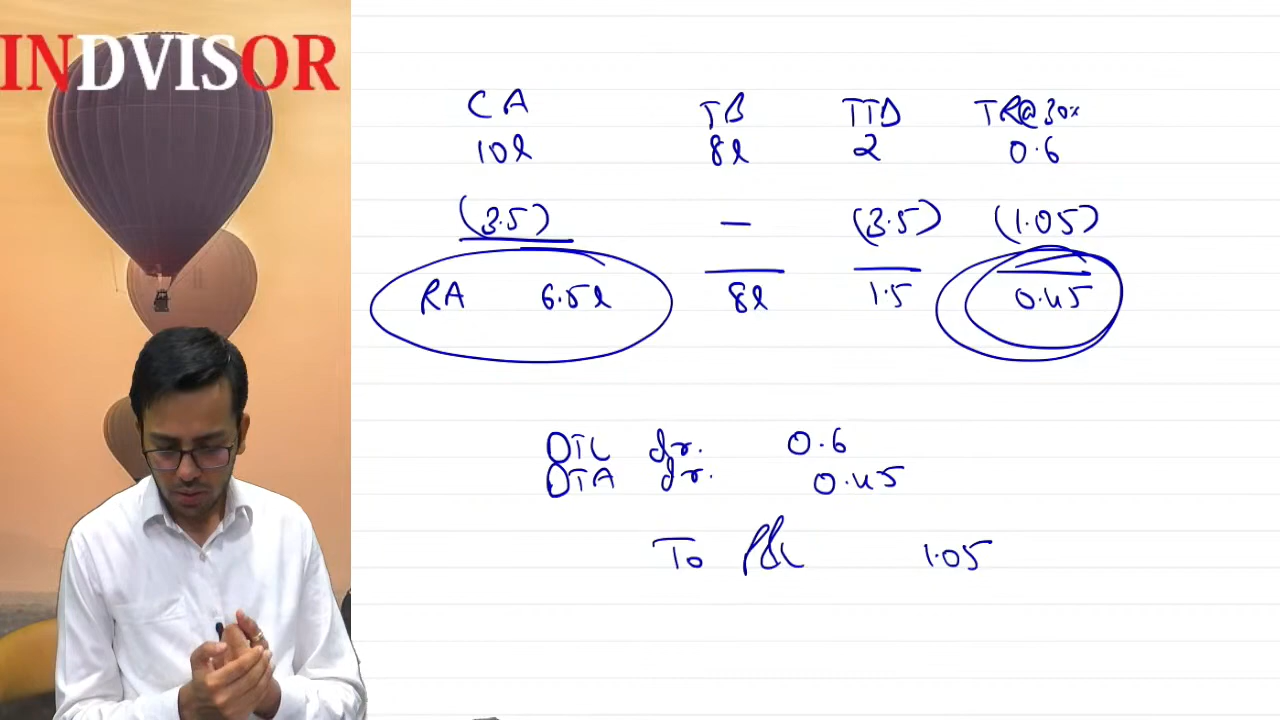 INDVISOR
CA TB TTD TR@30%
10l 8l 2 0.6
(3.5) — (3.5) (1.05)
RA 6.5l 8l 1.5 0.45
DTL dr. 0.6
DTA dr. 0.45
To P&L 1.05